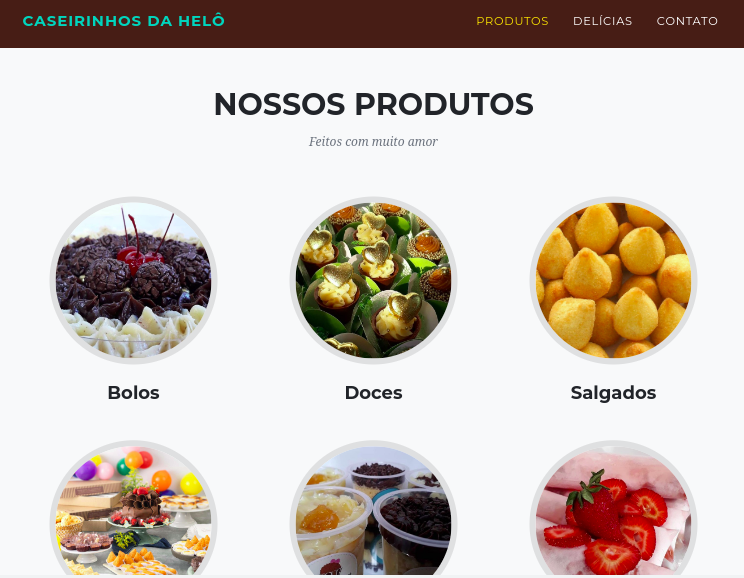 CASEIRINHOS DA HELÔ
PRODUTOS DELÍCIAS CONTATO
NOSSOS PRODUTOS
Feitos com muito amor
Bolos
Doces
Salgados